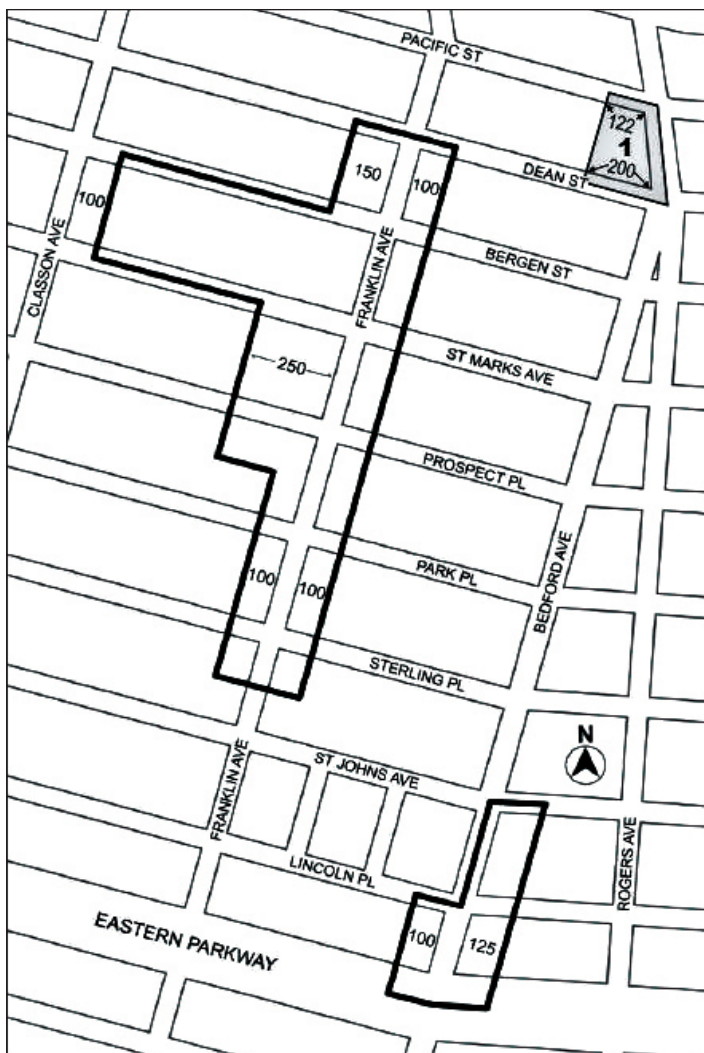 PACIFIC ST
122
1
200
DEAN ST
150
100
100
CLASSON AVE
FRANKLIN AVE
BERGEN ST
250
ST MARKS AVE
PROSPECT PL
PARK PL
100
100
BEDFORD AVE
STERLING PL
N
ST JOHNS AVE
FRANKLIN AVE
LINCOLN PL
ROGERS AVE
EASTERN PARKWAY
100
125